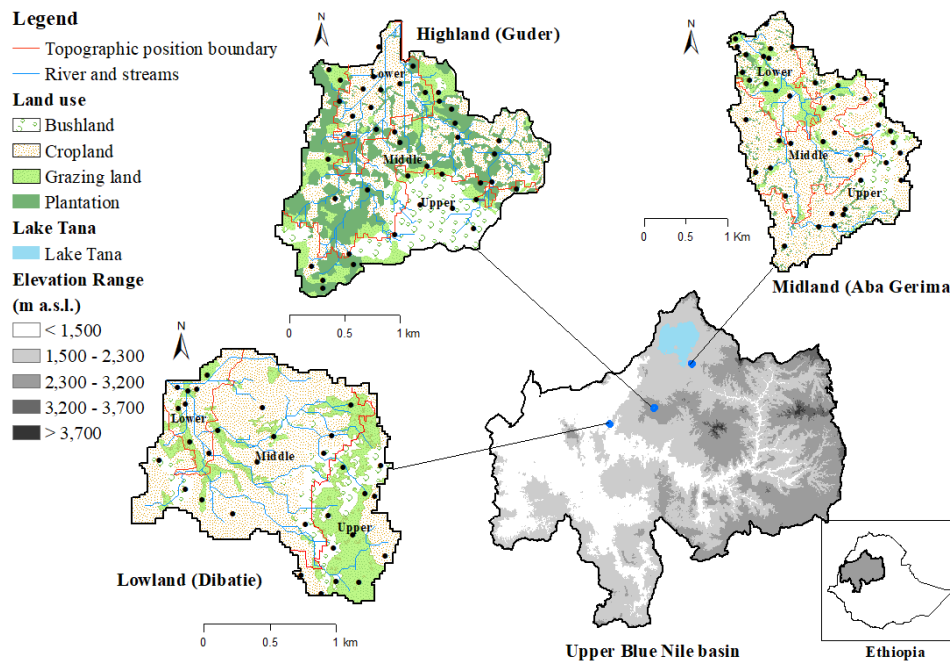 Legend
Topographic position boundary
River and streams
Land use
Bushland
Cropland
Grazing land
Plantation
Lake Tana
Lake Tana
Elevation Range
(m a.s.l.)
< 1,500
1,500 - 2,300
2,300 - 3,200
3,200 - 3,700
> 3,700
N
Highland (Guder)
Lower
Middle
Upper
0 0.5 1 km
N
Lower
Middle
Upper
0 0.5 1 Km
Midland (Aba Gerima
N
Lower
Middle
Upper
Lowland (Dibatie)
0 0.5 1 km
Upper Blue Nile basin
Ethiopia